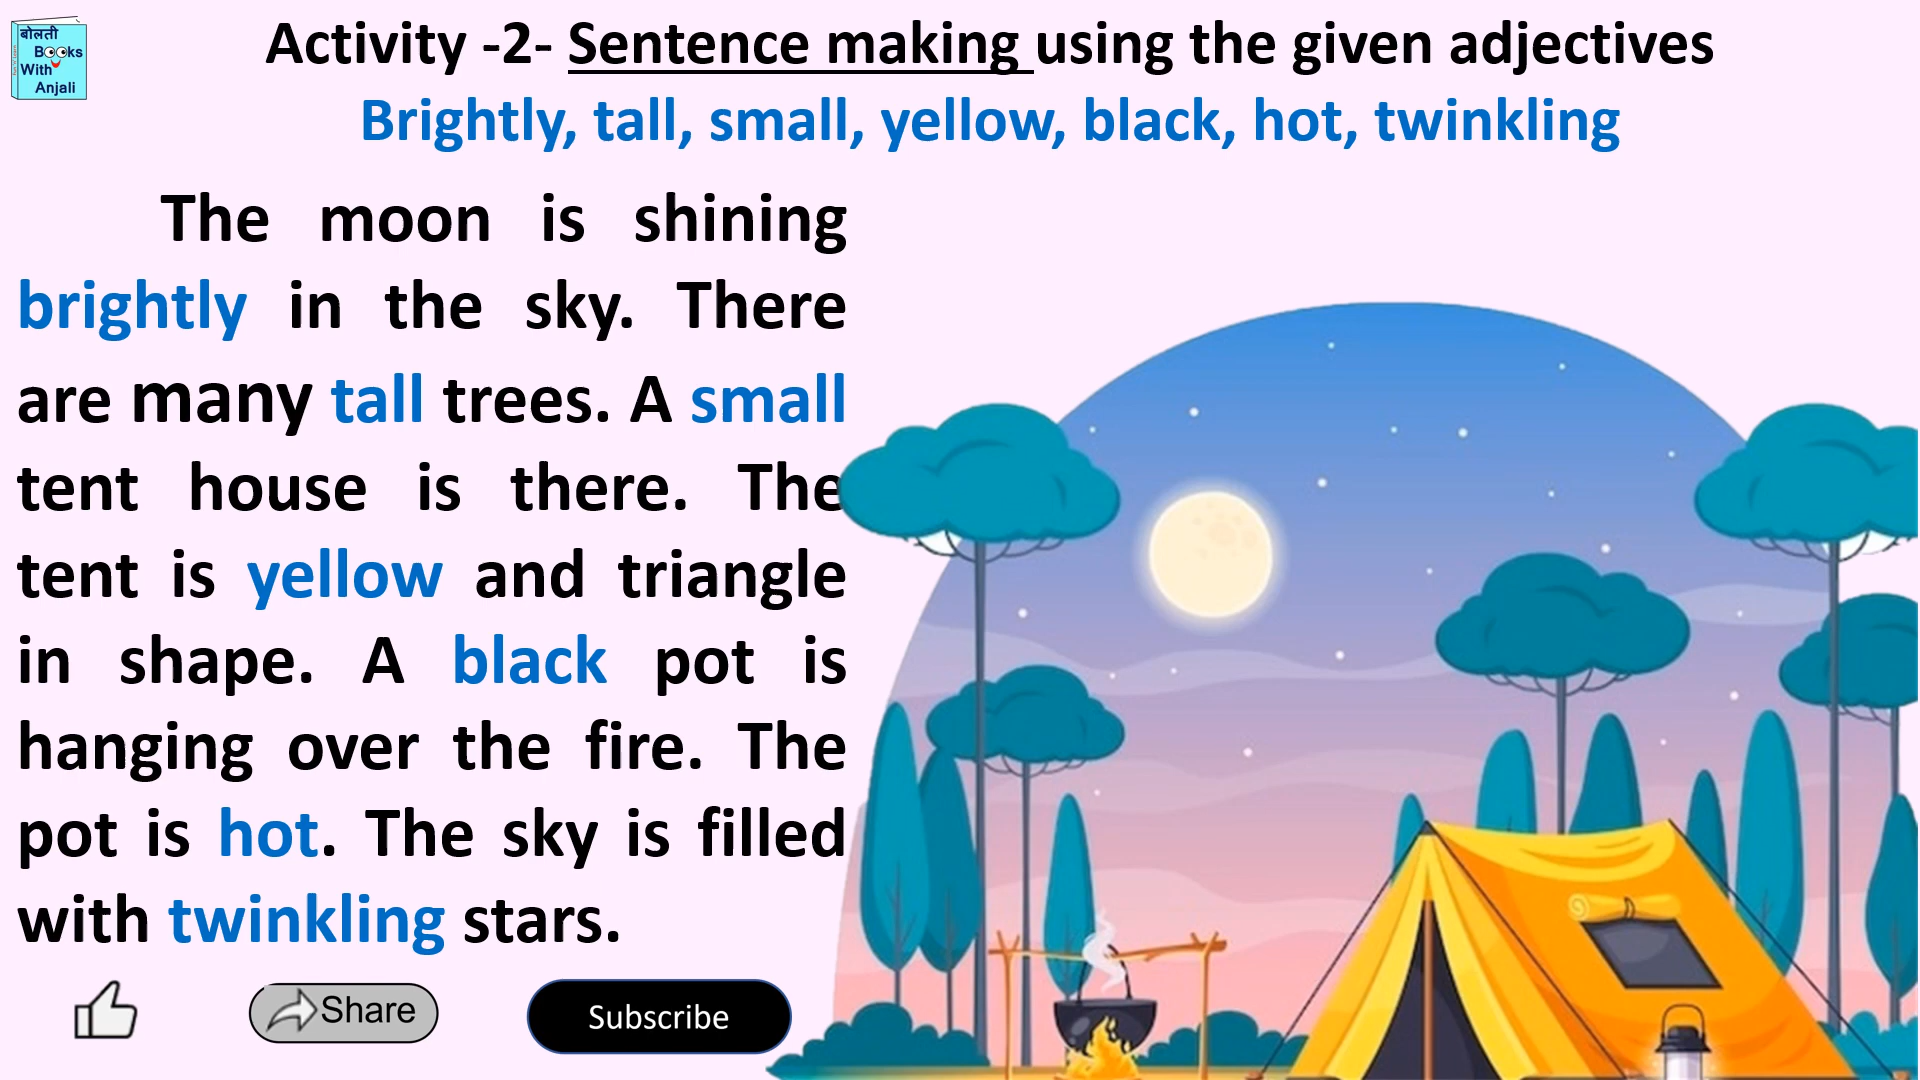 बोलती
Books
With
Anjali
Activity -2- Sentence making using the given adjectives
Brightly, tall, small, yellow, black, hot, twinkling
The moon is shining
brightly in the sky. There
are many tall trees. A small
tent house is there. The
tent is yellow and triangle
in shape. A black pot is
hanging over the fire. The
pot is hot. The sky is filled
with twinkling stars.
Share
Subscribe